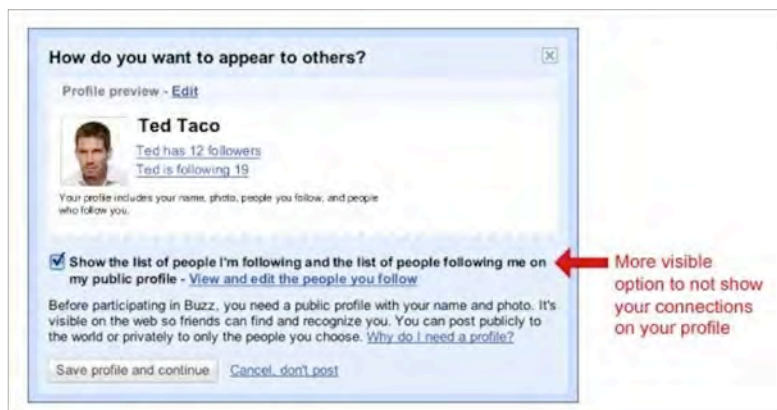 How do you want to appear to others?
Profile preview - Edit
Ted Taco
Ted has 12 followers
Ted is following 19
Your profile includes your name, photo, people you follow, and people
who follow you.
Show the list of people I'm following and the list of people following me on
my public profile - View and edit the people you follow
More visible
option to not show
your connections
on your profile
Before participating in Buzz, you need a public profile with your name and photo. It's
visible on the web so friends can find and recognize you. You can post publicly to
the world or privately to only the people you choose. Why do I need a profile?
Save profile and continue Cancel, don't post